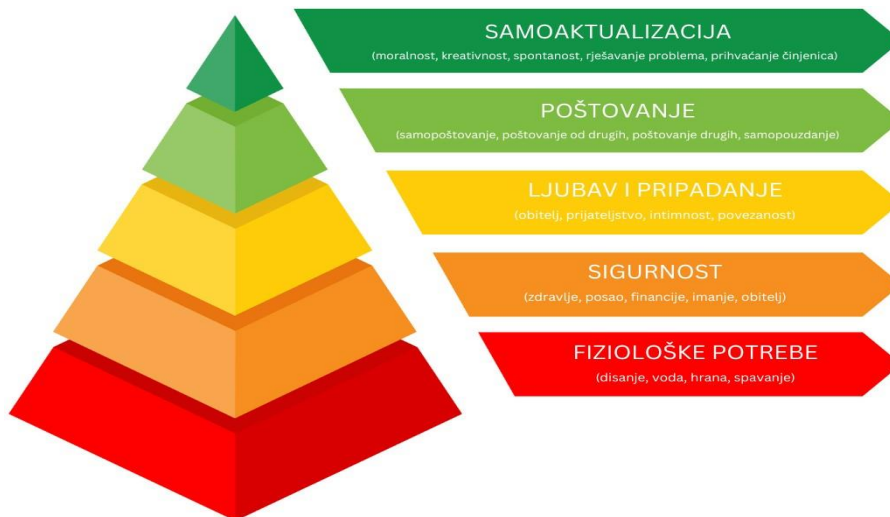 SAMOAKTUALIZACIJA
(moralnost, kreativnost, spontanost, rješavanje problema, prihvaćanje činjenica)
POŠTOVANJE
(samopoštovanje, poštovanje od drugih, poštovanje drugih, samopouzdanje)
LJUBAV I PRIPADANJE
(obitelj, prijateljstvo, intimnost, povezanost)
SIGURNOST
(zdravlje, posao, financije, imanje, obitelj)
FIZIOLOŠKE POTREBE
(disanje, voda, hrana, spavanje)